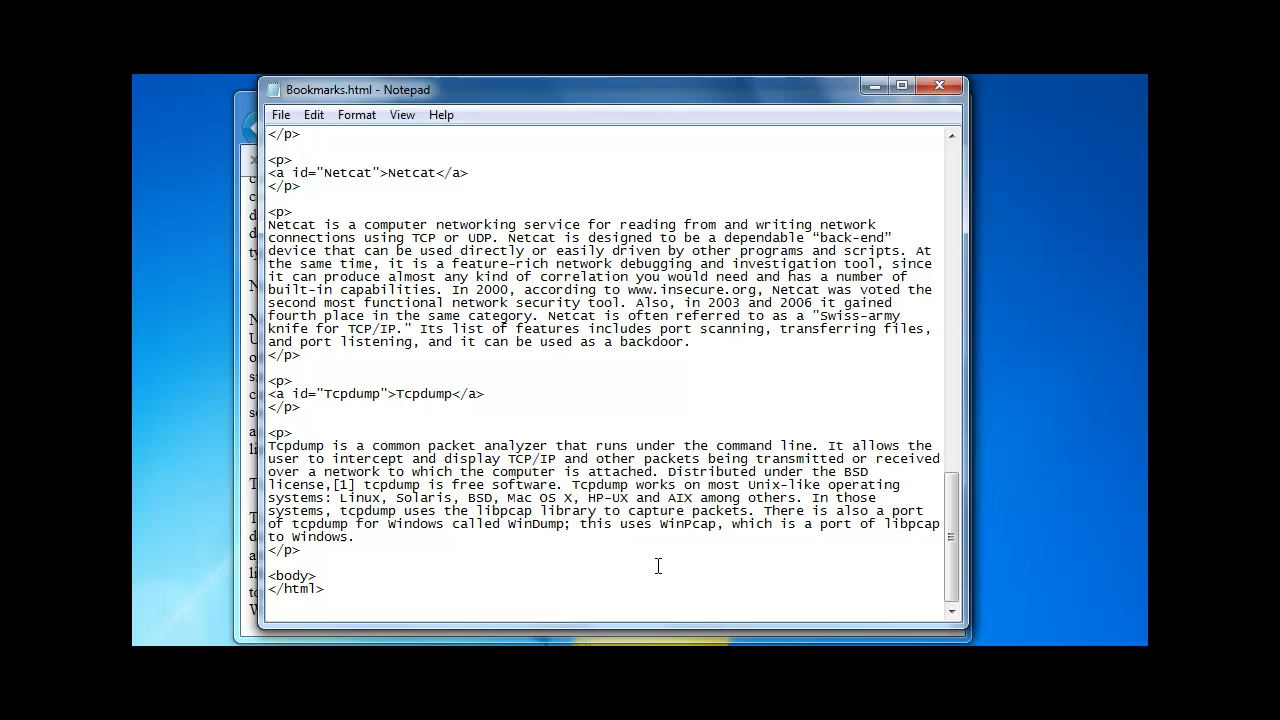 Bookmarks.html - Notepad
File Edit Format View Help
</p>
<p>
<a id="Netcat">Netcat</a>
</p>
<p>
Netcat is a computer networking service for reading from and writing network
connections using TCP or UDP. Netcat is designed to be a dependable “back-end”
device that can be used directly or easily driven by other programs and scripts. At
the same time, it is a feature-rich network debugging and investigation tool, since
it can produce almost any kind of correlation you would need and has a number of
built-in capabilities. In 2000, according to www.insecure.org, Netcat was voted the
second most functional network security tool. Also, in 2003 and 2006 it gained
fourth place in the same category. Netcat is often referred to as a "Swiss-army
knife for TCP/IP." Its list of features includes port scanning, transferring files,
and port listening, and it can be used as a backdoor.
</p>
<p>
<a id="Tcpdump">Tcpdump</a>
</p>
<p>
Tcpdump is a common packet analyzer that runs under the command line. It allows the
user to intercept and display TCP/IP and other packets being transmitted or received
over a network to which the computer is attached. Distributed under the BSD
license,[1] tcpdump is free software. Tcpdump works on most Unix-like operating
systems: Linux, Solaris, BSD, Mac OS X, HP-UX and AIX among others. In those
systems, tcpdump uses the libpcap library to capture packets. There is also a port
of tcpdump for Windows called WinDump; this uses WinPcap, which is a port of libpcap
to Windows.
</p>
<body>
</html>